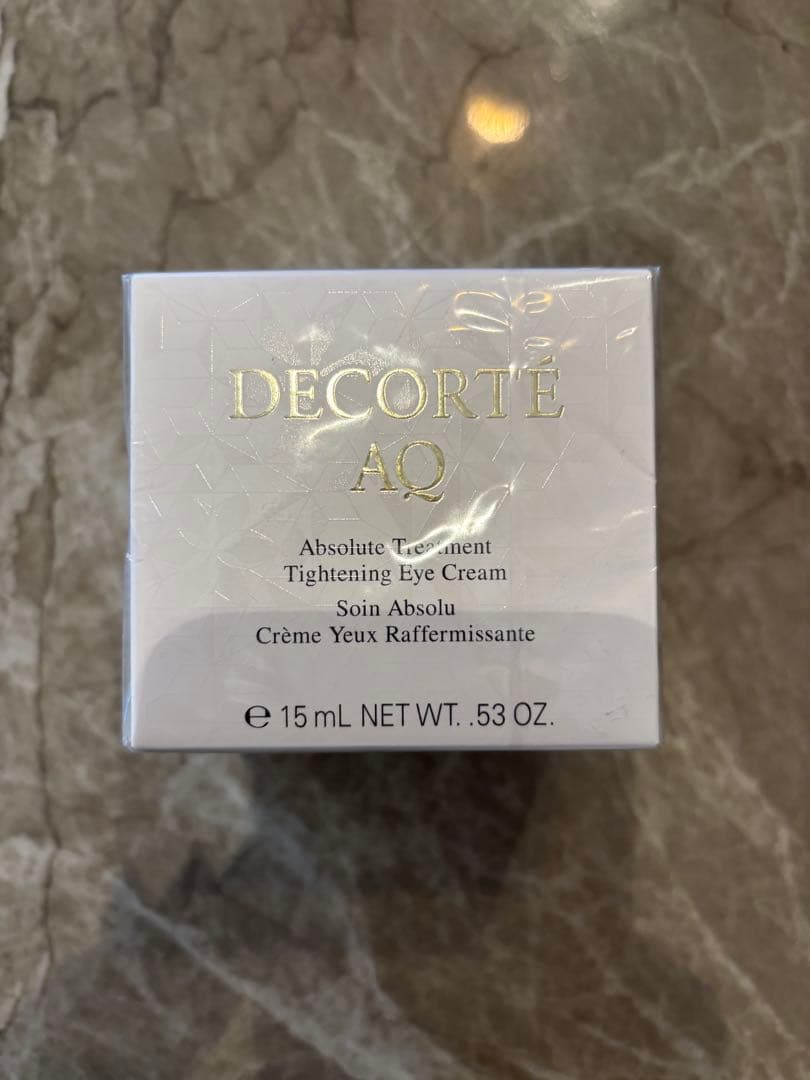 DECORTÉ
AQ
Absolute Treatment
Tightening Eye Cream
Soin Absolu
Crème Yeux Raffermissante
℮ 15 mL NET WT. .53 OZ.